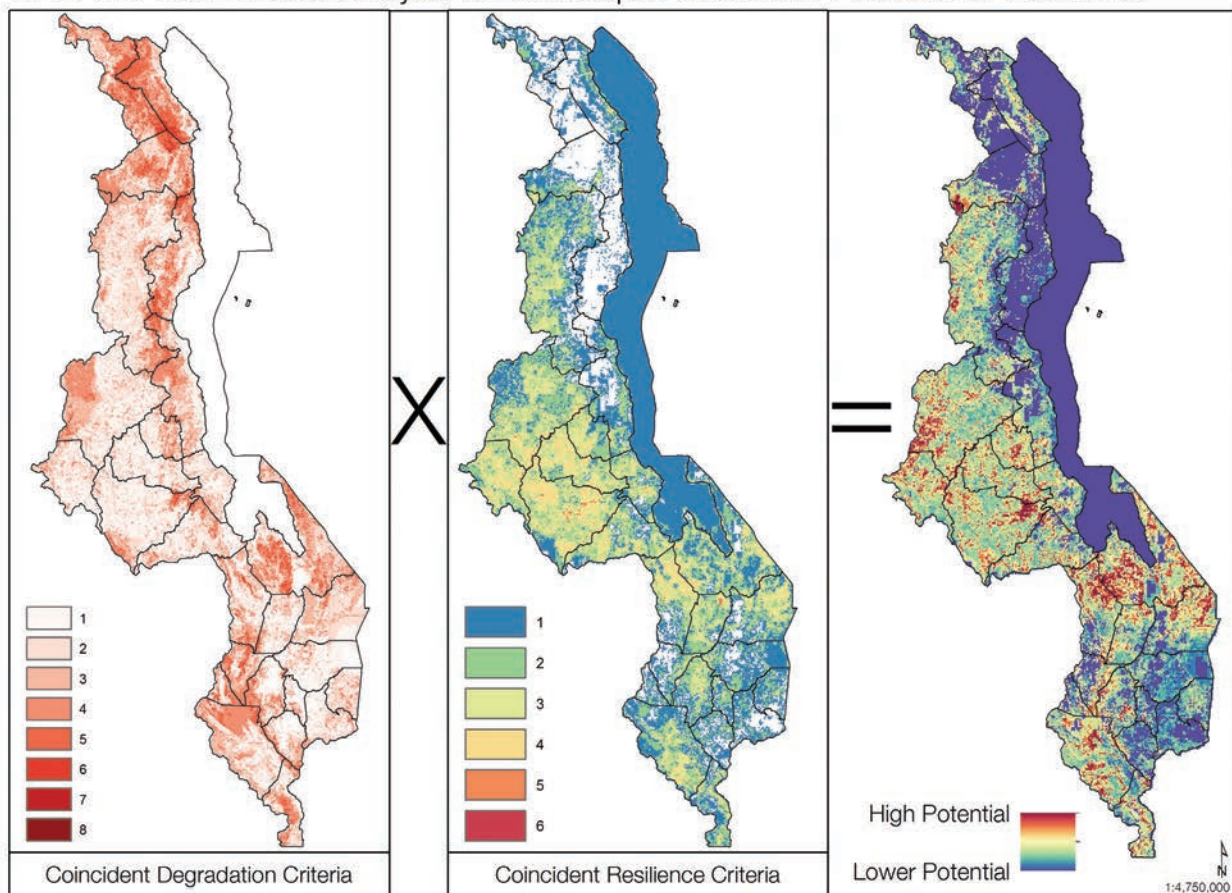 1
2
3
4
5
6
7
8
Coincident Degradation Criteria
X
1
2
3
4
5
6
Coincident Resilience Criteria
=
High Potential
Lower Potential
N
1:4,750,000